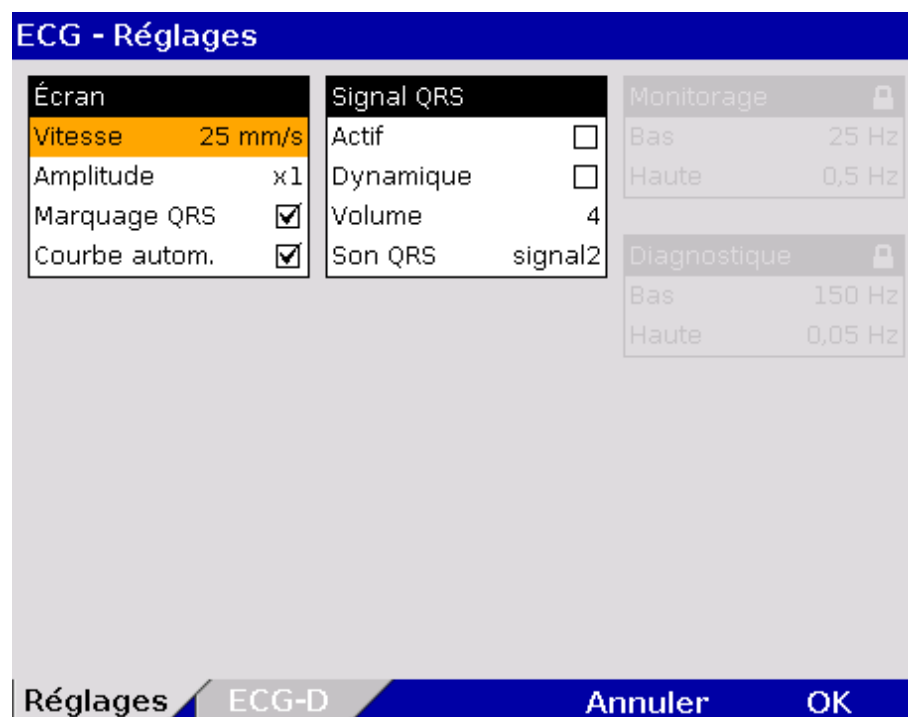 ECG - Réglages
Écran
Vitesse 25 mm/s
Amplitude x1
Marquage QRS
Courbe autom.
Signal QRS
Actif
Dynamique
Volume 4
Son QRS signal2
Monitorage
Bas 25 Hz
Haute 0,5 Hz
Diagnostique
Bas 150 Hz
Haute 0,05 Hz
Réglages ECG-D Annuler OK